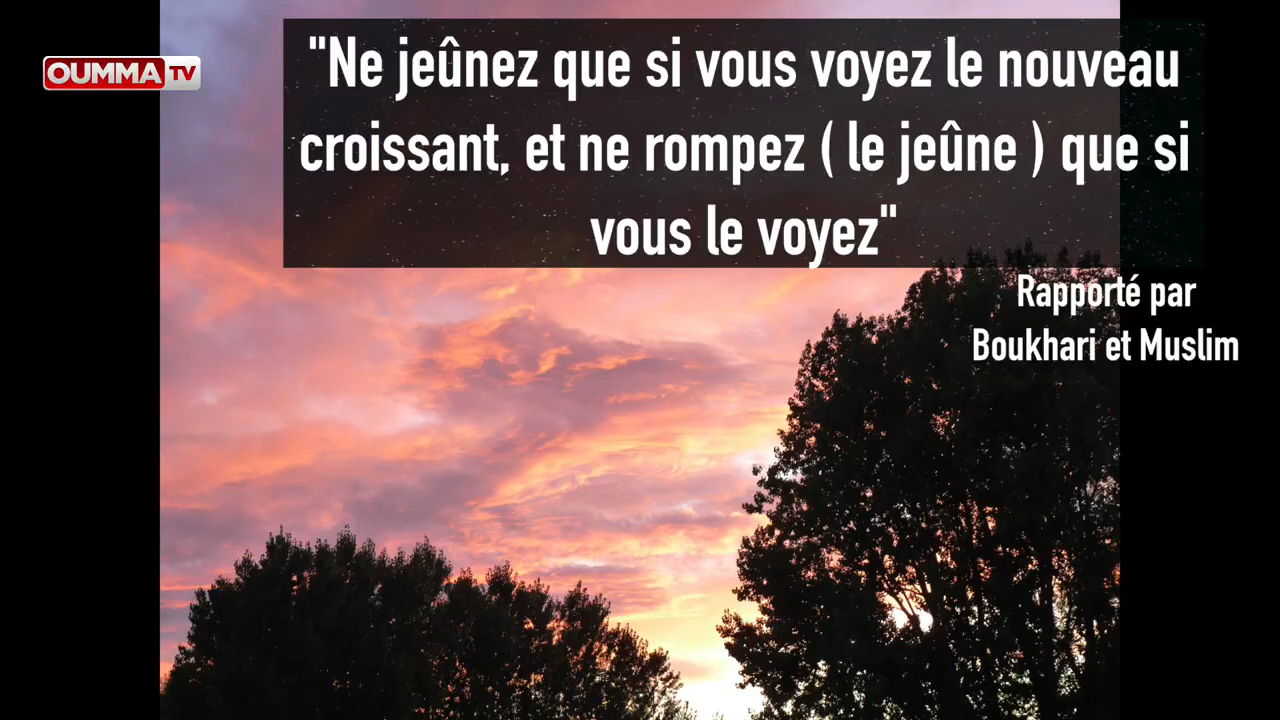 OUMMA TV
"Ne jeûnez que si vous voyez le nouveau
croissant, et ne rompez ( le jeûne ) que si
vous le voyez"
Rapporté par
Boukhari et Muslim